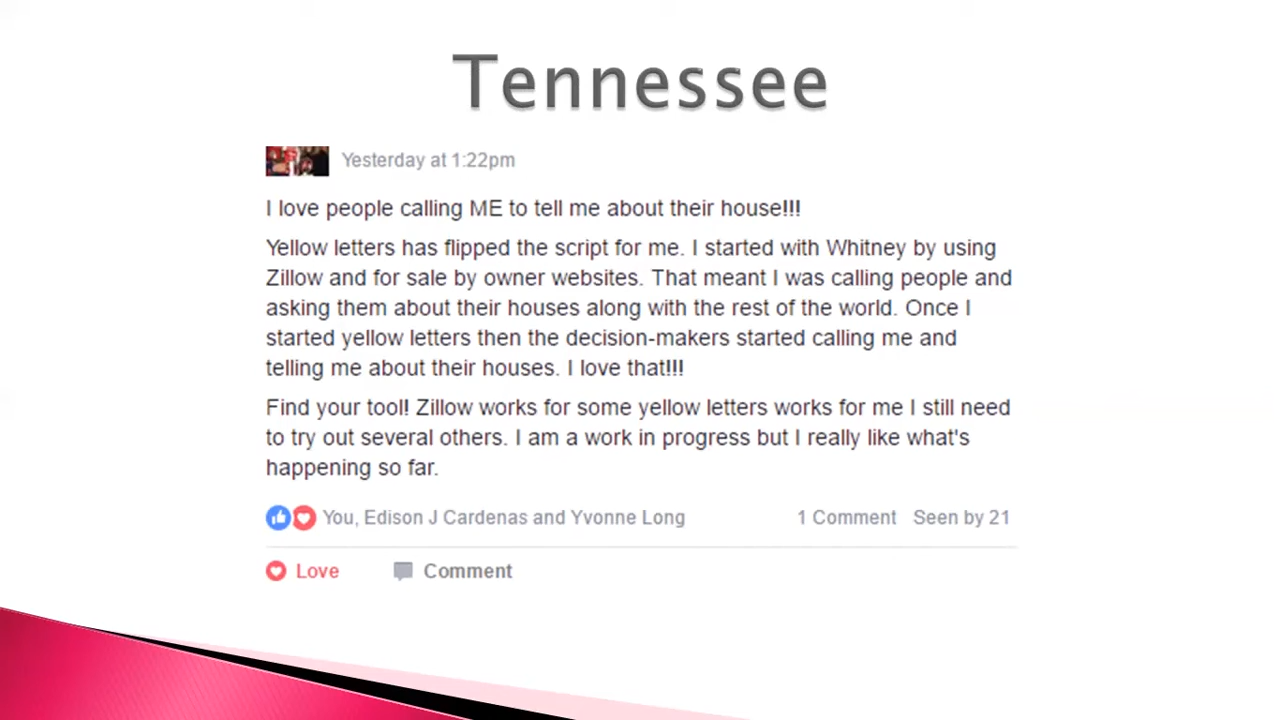 Tennessee
Yesterday at 1:22pm
I love people calling ME to tell me about their house!!!
Yellow letters has flipped the script for me. I started with Whitney by using
Zillow and for sale by owner websites. That meant I was calling people and
asking them about their houses along with the rest of the world. Once I
started yellow letters then the decision-makers started calling me and
telling me about their houses. I love that!!!
Find your tool! Zillow works for some yellow letters works for me I still need
to try out several others. I am a work in progress but I really like what's
happening so far.
You, Edison J Cardenas and Yvonne Long 1 Comment Seen by 21
Love Comment